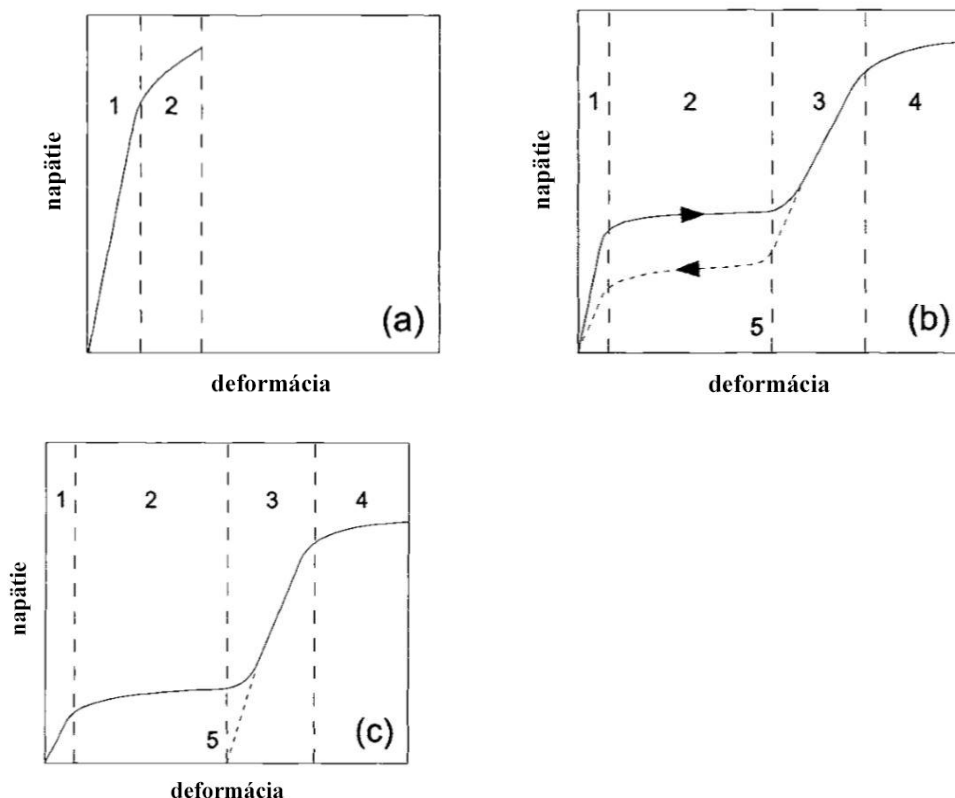 1 2
napätie
(a)
deformácia
1 2 3 4
napätie
5
(b)
deformácia
1 2 3 4
napätie
5
(c)
deformácia